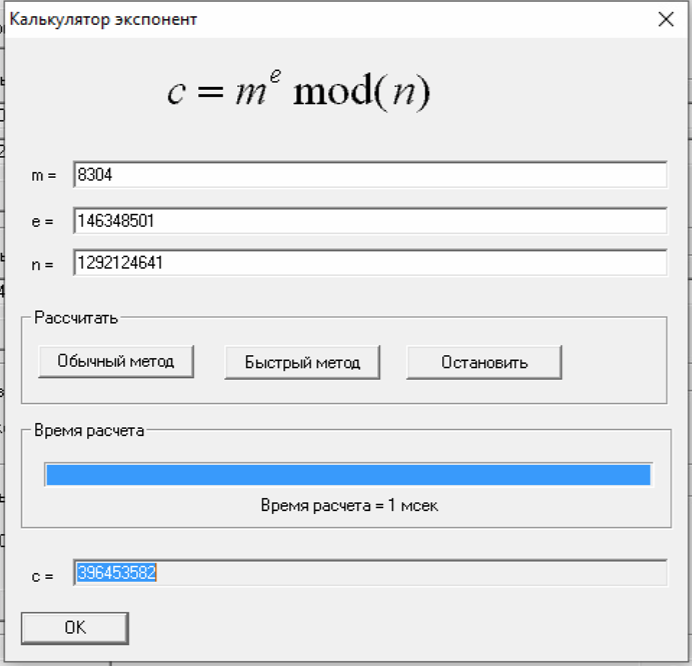 Калькулятор экспонент
c = m^e mod(n)
m = 8304
e = 146348501
n = 1292124641
Рассчитать
Обычный метод Быстрый метод Остановить
Время расчета
Время расчета = 1 мсек
c = 396453582
OK